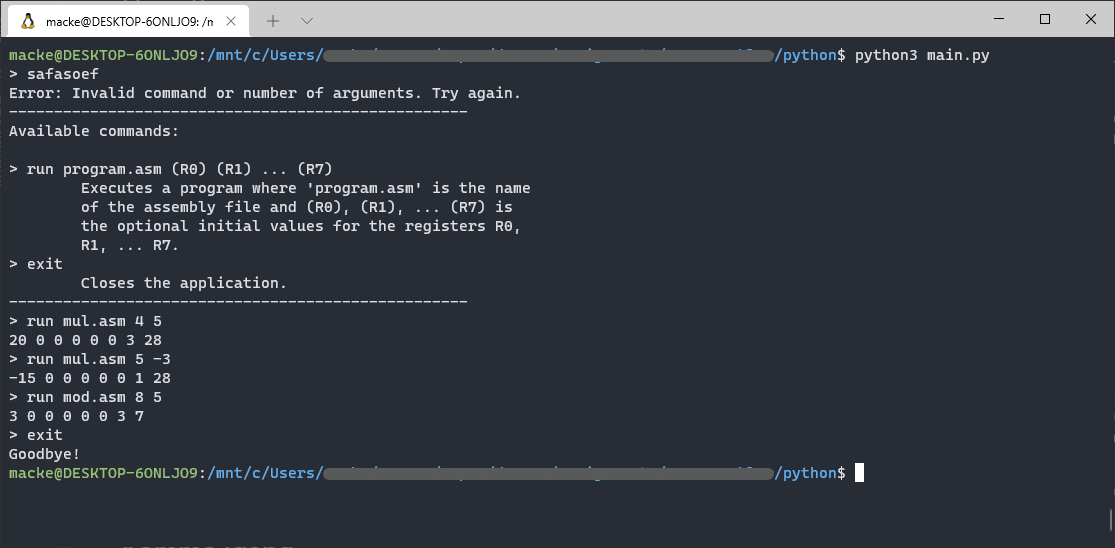 macke@DESKTOP-6ONLJO9: /n
macke@DESKTOP-6ONLJO9:/mnt/c/Users/ /python$ python3 main.py
> safasoef
Error: Invalid command or number of arguments. Try again.
---------------------------------------------------
Available commands:
> run program.asm (R0) (R1) ... (R7)
Executes a program where 'program.asm' is the name
of the assembly file and (R0), (R1), ... (R7) is
the optional initial values for the registers R0,
R1, ... R7.
> exit
Closes the application.
---------------------------------------------------
> run mul.asm 4 5
20 0 0 0 0 0 3 28
> run mul.asm 5 -3
-15 0 0 0 0 0 1 28
> run mod.asm 8 5
3 0 0 0 0 0 3 7
> exit
Goodbye!
macke@DESKTOP-6ONLJO9:/mnt/c/Users/ /python$